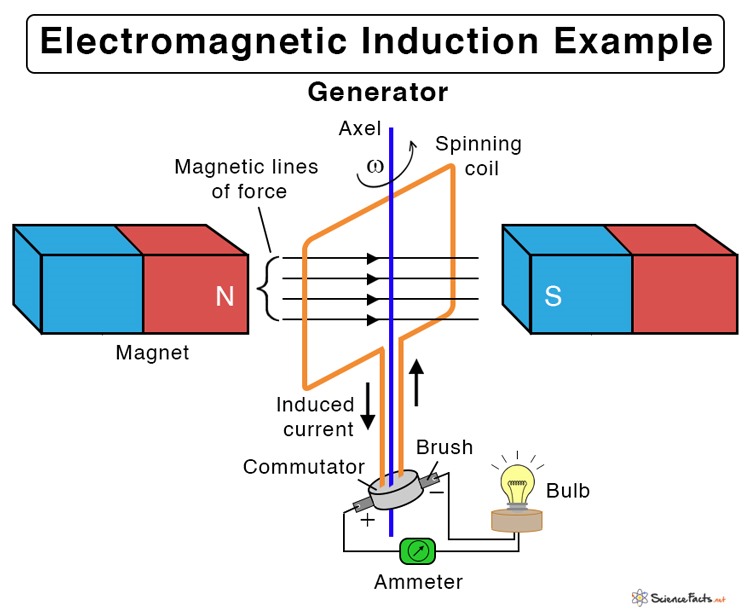 Electromagnetic Induction Example
Generator
Axel
Spinning
coil
ω
Magnetic lines
of force
N
S
Magnet
Induced
current
Brush
Commutator
+
−
Bulb
Ammeter
ScienceFacts.net